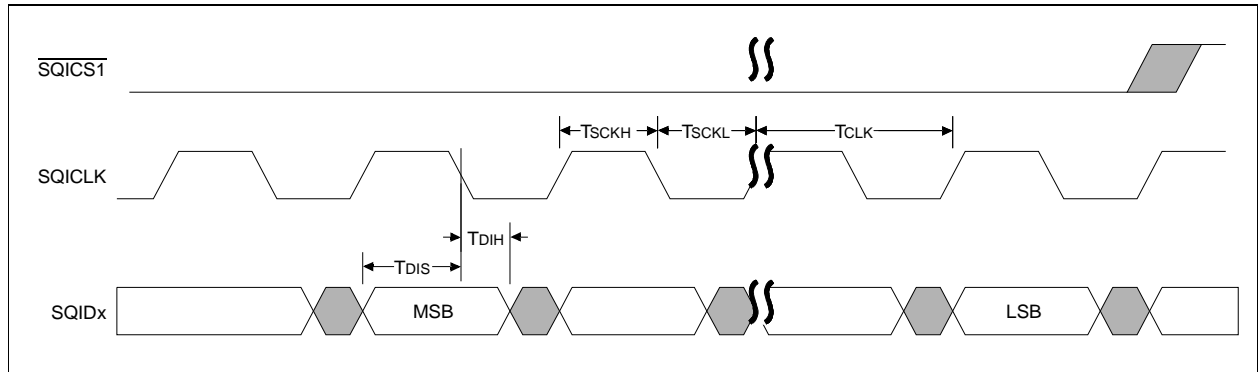 SQICS1
TSCKH TSCKL TCLK
SQICLK
TDIH
TDIS
SQIDx MSB LSB